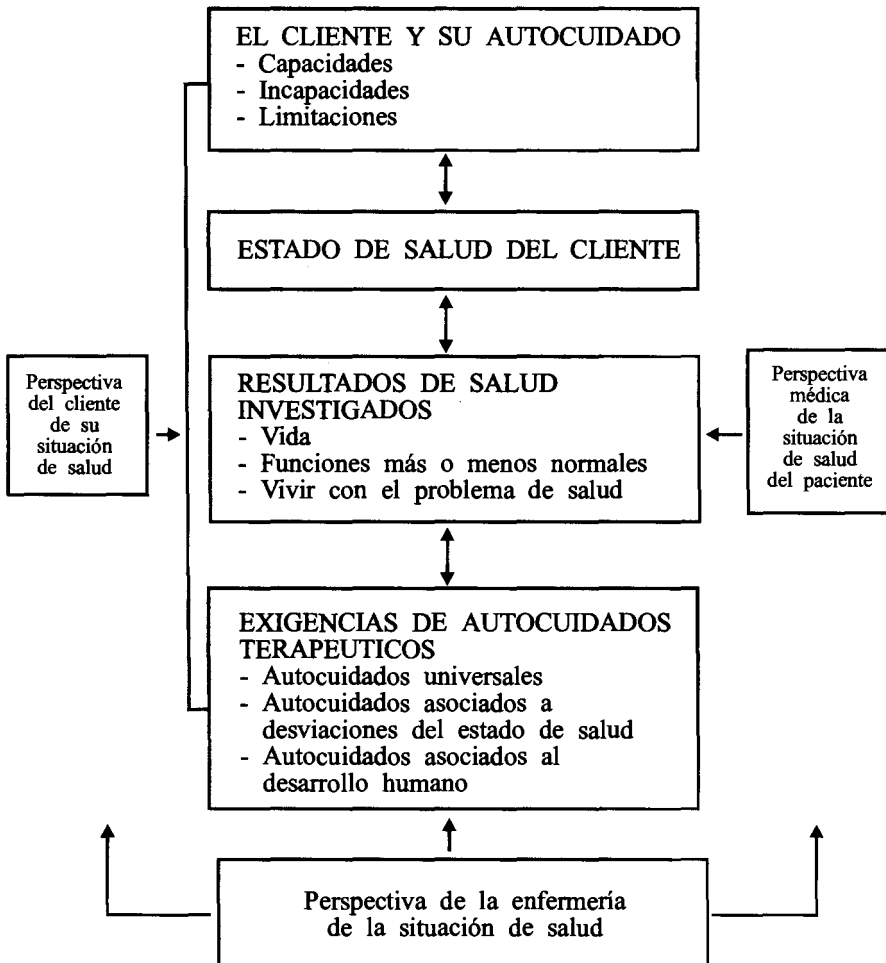 EL CLIENTE Y SU AUTOCUIDADO
- Capacidades
- Incapacidades
- Limitaciones
ESTADO DE SALUD DEL CLIENTE
Perspectiva
del cliente
de su
situación
de salud
RESULTADOS DE SALUD
INVESTIGADOS
- Vida
- Funciones más o menos normales
- Vivir con el problema de salud
Perspectiva
médica
de la
situación
de salud
del paciente
EXIGENCIAS DE AUTOCUIDADOS
TERAPEUTICOS
- Autocuidados universales
- Autocuidados asociados a
desviaciones del estado de salud
- Autocuidados asociados al
desarrollo humano
Perspectiva de la enfermería
de la situación de salud